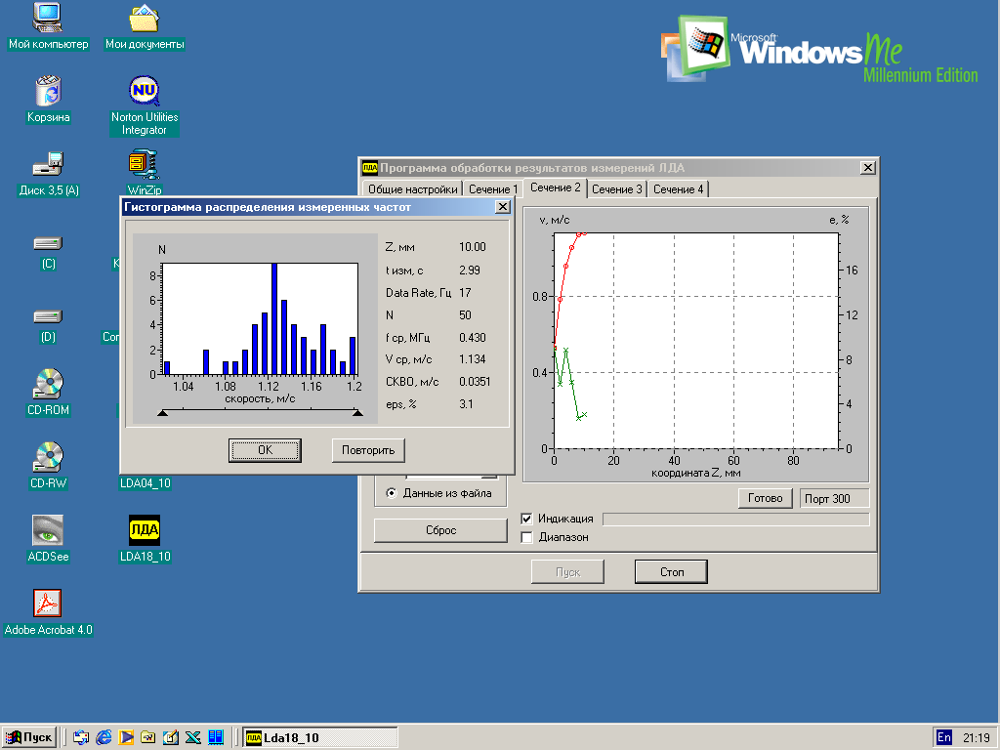 Мой компьютер
Мои документы
Корзина
NU
Norton Utilities
Integrator
Диск 3,5 (A)
WinZip
(C)
(D)
CD-ROM
CD-RW
LDA04_10
ACDSee
ЛДА
LDA18_10
Adobe Acrobat 4.0
Microsoft
Windows Me
Millennium Edition
ЛДА Программа обработки результатов измерений ЛДА
Общие настройки
Сечение 1
Сечение 2
Сечение 3
Сечение 4
Гистограмма распределения измеренных частот
N
8
6
4
2
0
1.04 1.08 1.12 1.16 1.2
скорость, м/с
Z, мм 10.00
t изм, с 2.99
Data Rate, Гц 17
N 50
f ср, МГц 0.430
V ср, м/с 1.134
СКВО, м/с 0.0351
eps, % 3.1
OK
Повторить
v, м/с
e, %
0.8
0.4
0
16
12
8
4
0
0 20 40 60 80
координата Z, мм
Данные из файла
Сброс
Готово
Порт 300
Индикация
Диапазон
Пуск
Стоп
Пуск
ЛДА Lda18_10
En
21:19